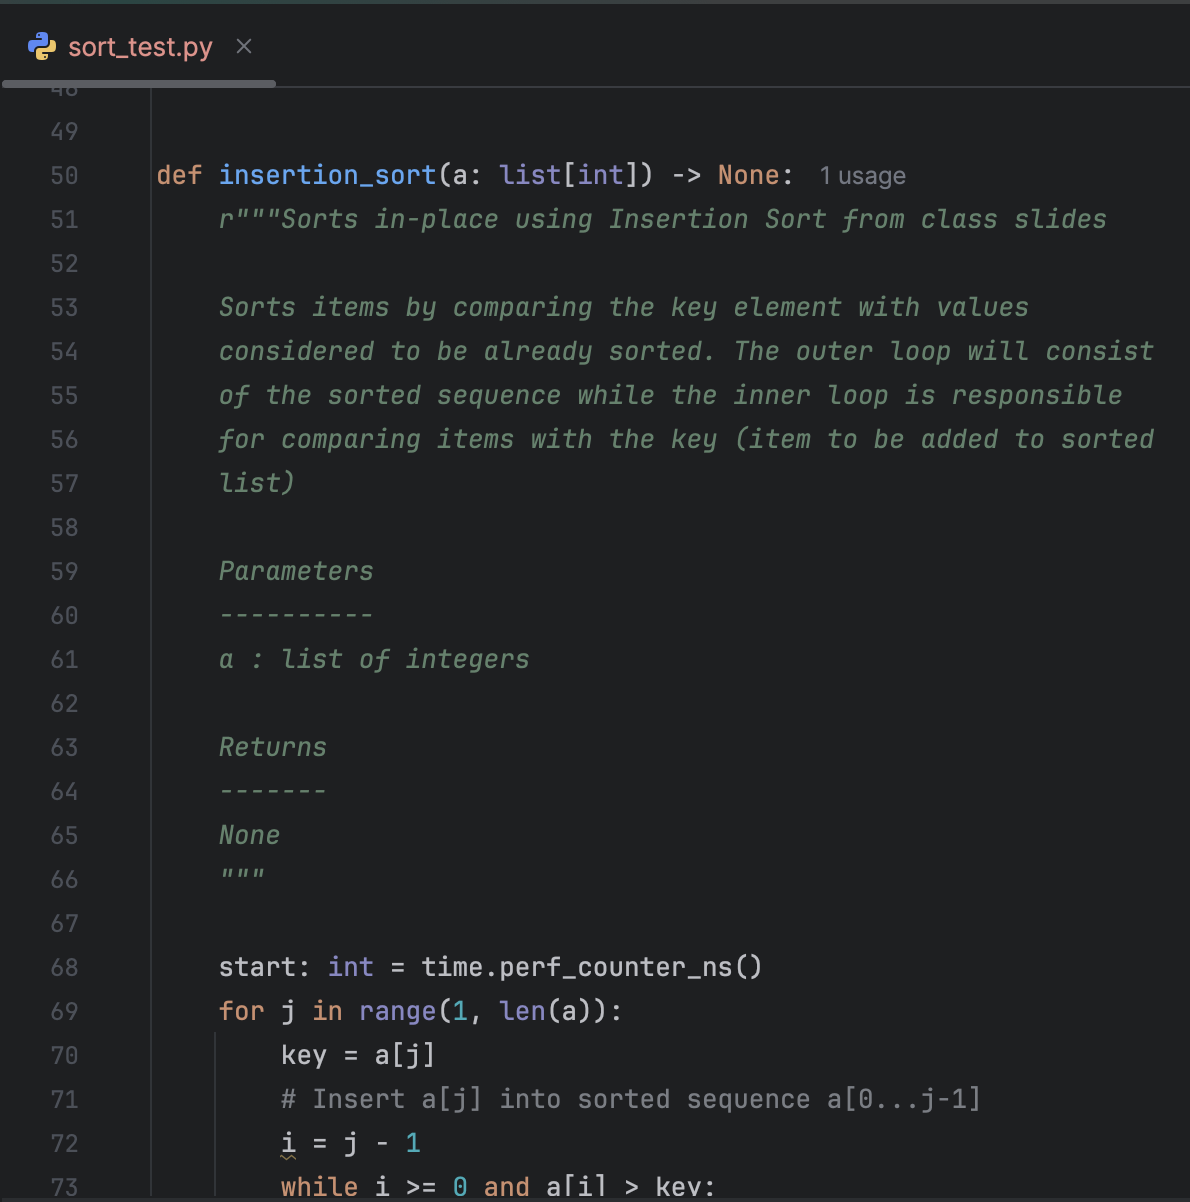 sort_test.py
48
49
50 def insertion_sort(a: list[int]) -> None: 1 usage
51 r"""Sorts in-place using Insertion Sort from class slides
52
53 Sorts items by comparing the key element with values
54 considered to be already sorted. The outer loop will consist
55 of the sorted sequence while the inner loop is responsible
56 for comparing items with the key (item to be added to sorted
57 list)
58
59 Parameters
60 ----------
61 a : list of integers
62
63 Returns
64 -------
65 None
66 """
67
68 start: int = time.perf_counter_ns()
69 for j in range(1, len(a)):
70 key = a[j]
71 # Insert a[j] into sorted sequence a[0...j-1]
72 i = j - 1
73 while i >= 0 and a[i] > key: